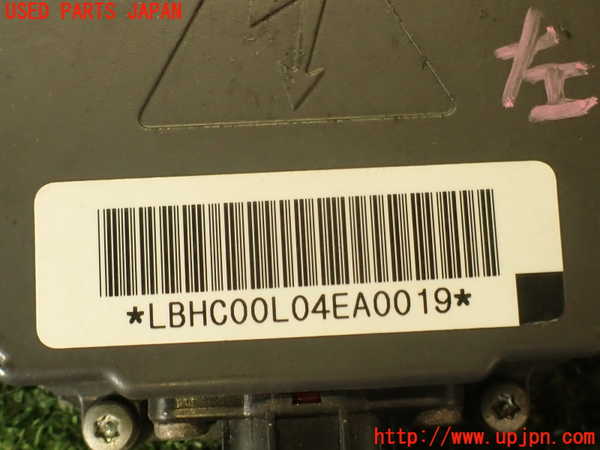 USED PARTS JAPAN
左
*LBHC00L04EA0019*
http://www.upjpn.com/